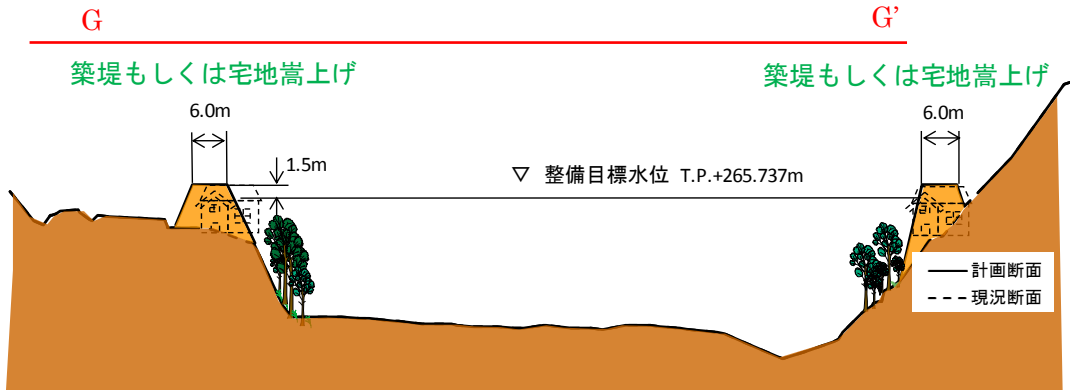 G
G’
築堤もしくは宅地嵩上げ
築堤もしくは宅地嵩上げ
6.0m
6.0m
1.5m
▽ 整備目標水位 T.P.+265.737m
計画断面
現況断面